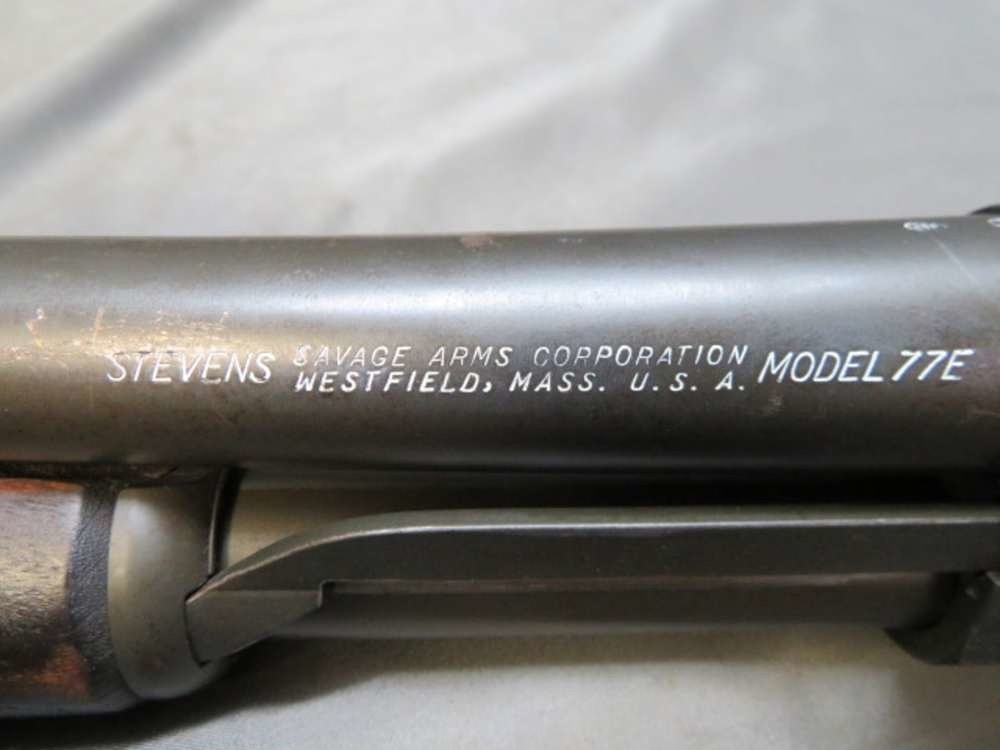 STEVENS SAVAGE ARMS CORPORATION MODEL 77E
WESTFIELD, MASS. U. S. A.